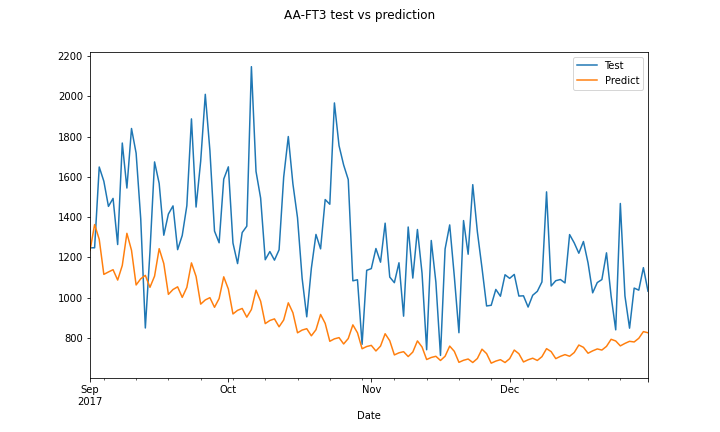 AA-FT3 test vs prediction
2200
2000
1800
1600
1400
1200
1000
800
Test
Predict
Sep Oct Nov Dec
2017
Date